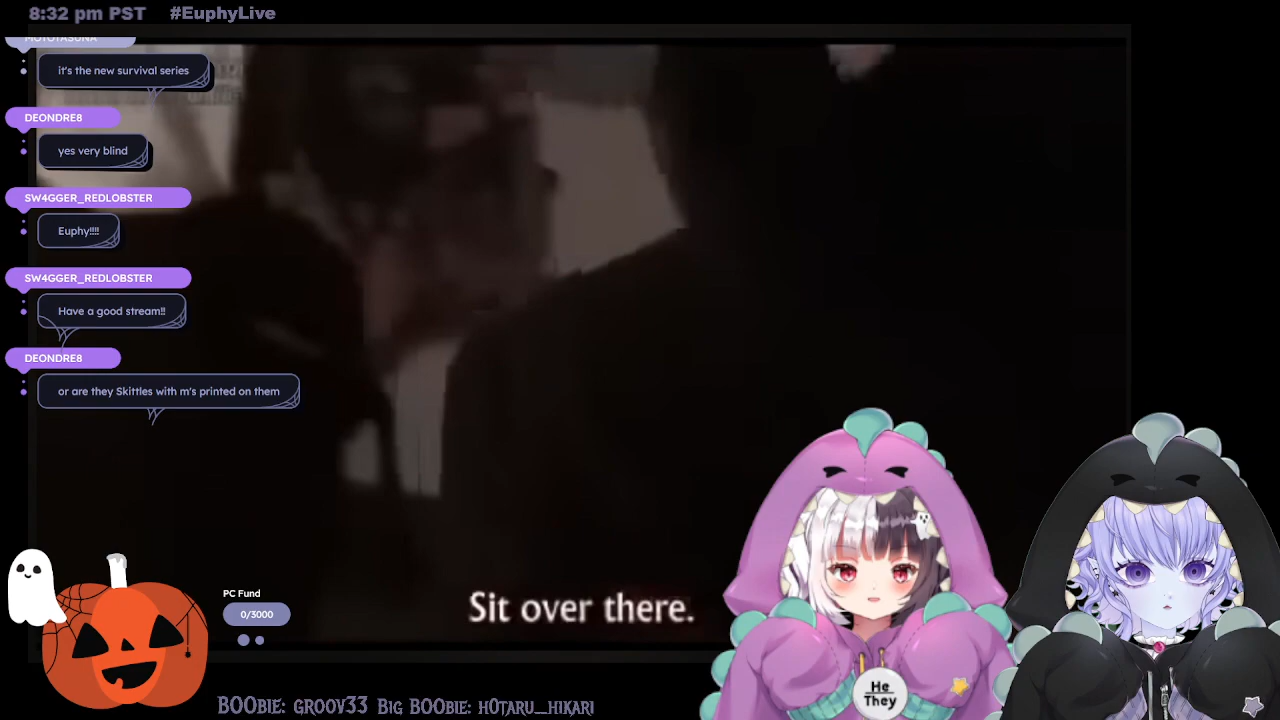 8:32 pm PST #EuphyLive
MOTOTASUNA
it's the new survival series
DEONDRE8
yes very blind
SW4GGER_REDLOBSTER
Euphy!!!!
SW4GGER_REDLOBSTER
Have a good stream!!
DEONDRE8
or are they Skittles with m's printed on them
PC Fund
0/3000
Sit over there.
He
They
BOObie: groov33 Big BOObie: h0taru_hikari